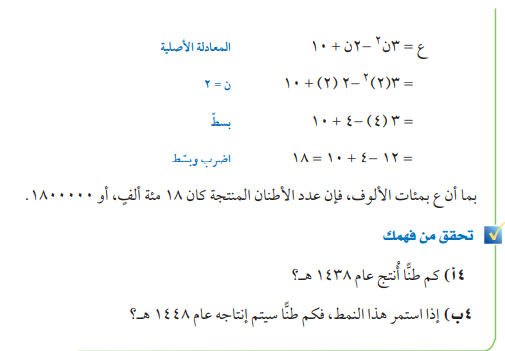 ع = ٣ن٢ -٢ن + ١٠ المعادلة الأصلية
= ٣(٢)٢ -٢ (٢) + ١٠ ن = ٢
= ٣ (٤) -٤ + ١٠ بسطّ
= ١٢ -٤ + ١٠ = ١٨ اضرب وبسّط
بما أن ع بمئات الألوف، فإن عدد الأطنان المنتجة كان ١٨ مئة ألفٍ، أو ١٨٠٠٠٠٠ .
تحقق من فهمك
٤أ) كم طنًّا أُنتج عام ١٤٣٨ هـ؟
٤ب) إذا استمر هذا النمط، فكم طنًّا سيتم إنتاجه عام ١٤٤٨ هـ؟